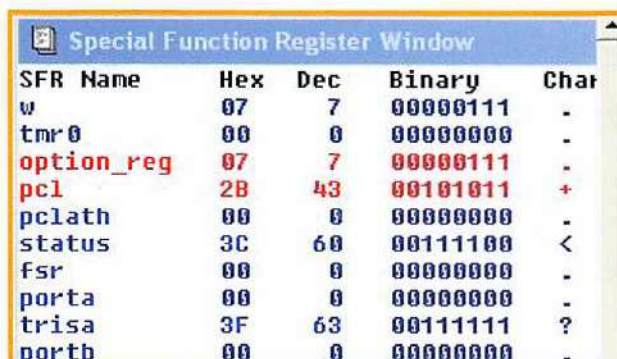 Special Function Register Window
SFR Name Hex Dec Binary Char
w 07 7 00000111 .
tmr0 00 0 00000000 .
option_reg 07 7 00000111 .
pcl 2B 43 00101011 +
pclath 00 0 00000000 .
status 3C 60 00111100 <
fsr 00 0 00000000 .
porta 00 0 00000000 .
trisa 3F 63 00111111 ?
portb 00 0 00000000